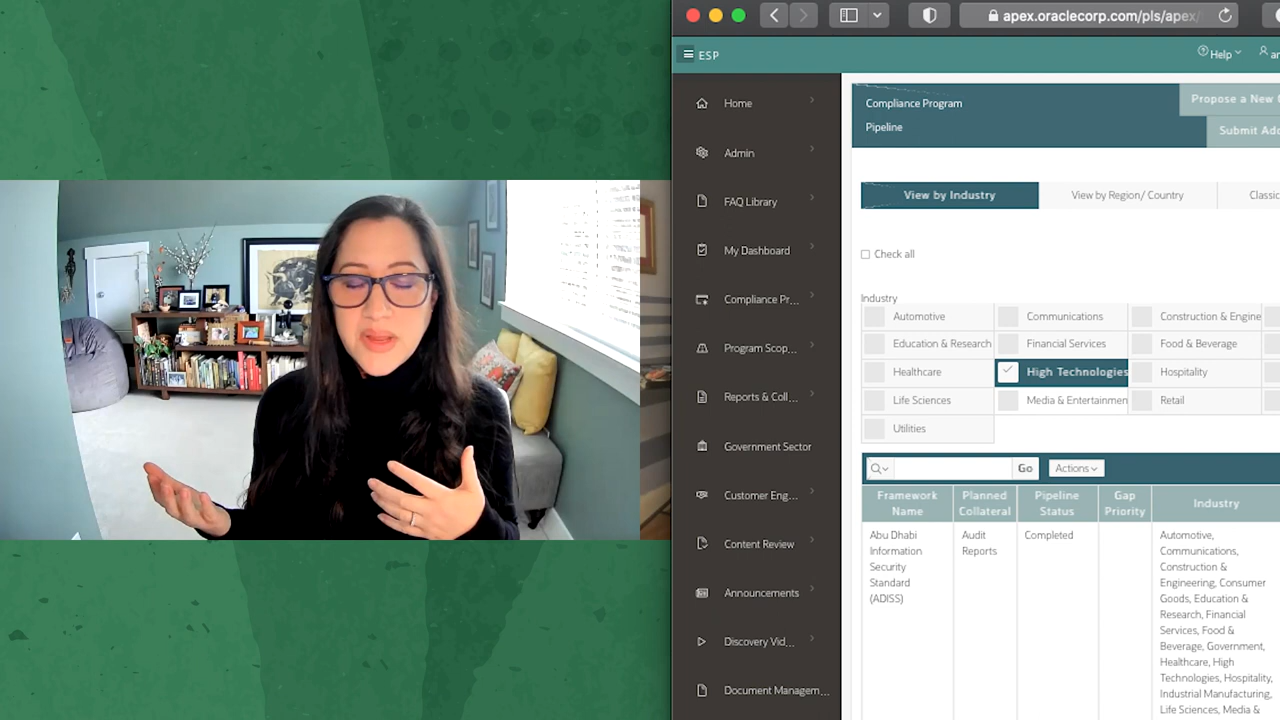 apex.oraclecorp.com/pls/apex/
ESP
Help
Home
Admin
FAQ Library
My Dashboard
Compliance Pr...
Program Scop...
Reports & Coll...
Government Sector
Customer Eng...
Content Review
Announcements
Discovery Vid...
Document Managem...
Compliance Program
Pipeline
Propose a New
Submit Add
View by Industry
View by Region/ Country
Classic
Check all
Industry
Automotive
Communications
Construction & Engine
Education & Research
Financial Services
Food & Beverage
Healthcare
High Technologies
Hospitality
Life Sciences
Media & Entertainmen
Retail
Utilities
Go
Actions
Framework
Name
Planned
Collateral
Pipeline
Status
Gap
Priority
Industry
Abu Dhabi
Information
Security
Standard
(ADISS)
Audit
Reports
Completed
Automotive,
Communications,
Construction &
Engineering, Consumer
Goods, Education &
Research, Financial
Services, Food &
Beverage, Government,
Healthcare, High
Technologies, Hospitality,
Industrial Manufacturing,
Life Sciences, Media &